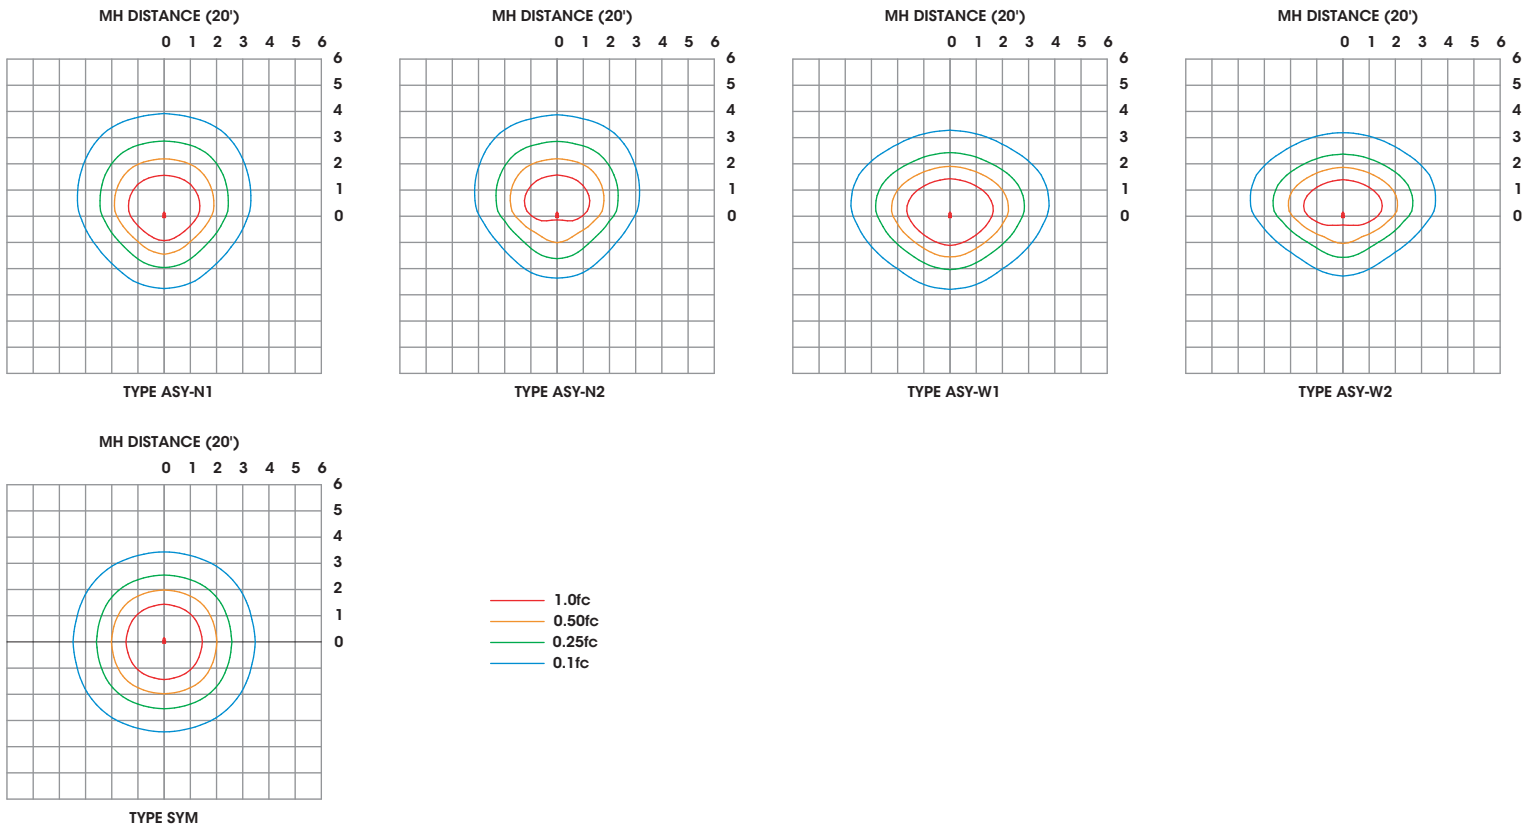 MH DISTANCE (20')
0 1 2 3 4 5 6
6
5
4
3
2
1
0
TYPE ASY-N1
MH DISTANCE (20')
0 1 2 3 4 5 6
6
5
4
3
2
1
0
TYPE ASY-N2
MH DISTANCE (20')
0 1 2 3 4 5 6
6
5
4
3
2
1
0
TYPE ASY-W1
MH DISTANCE (20')
0 1 2 3 4 5 6
6
5
4
3
2
1
0
TYPE ASY-W2
MH DISTANCE (20')
0 1 2 3 4 5 6
6
5
4
3
2
1
0
TYPE SYM
1.0fc
0.50fc
0.25fc
0.1fc